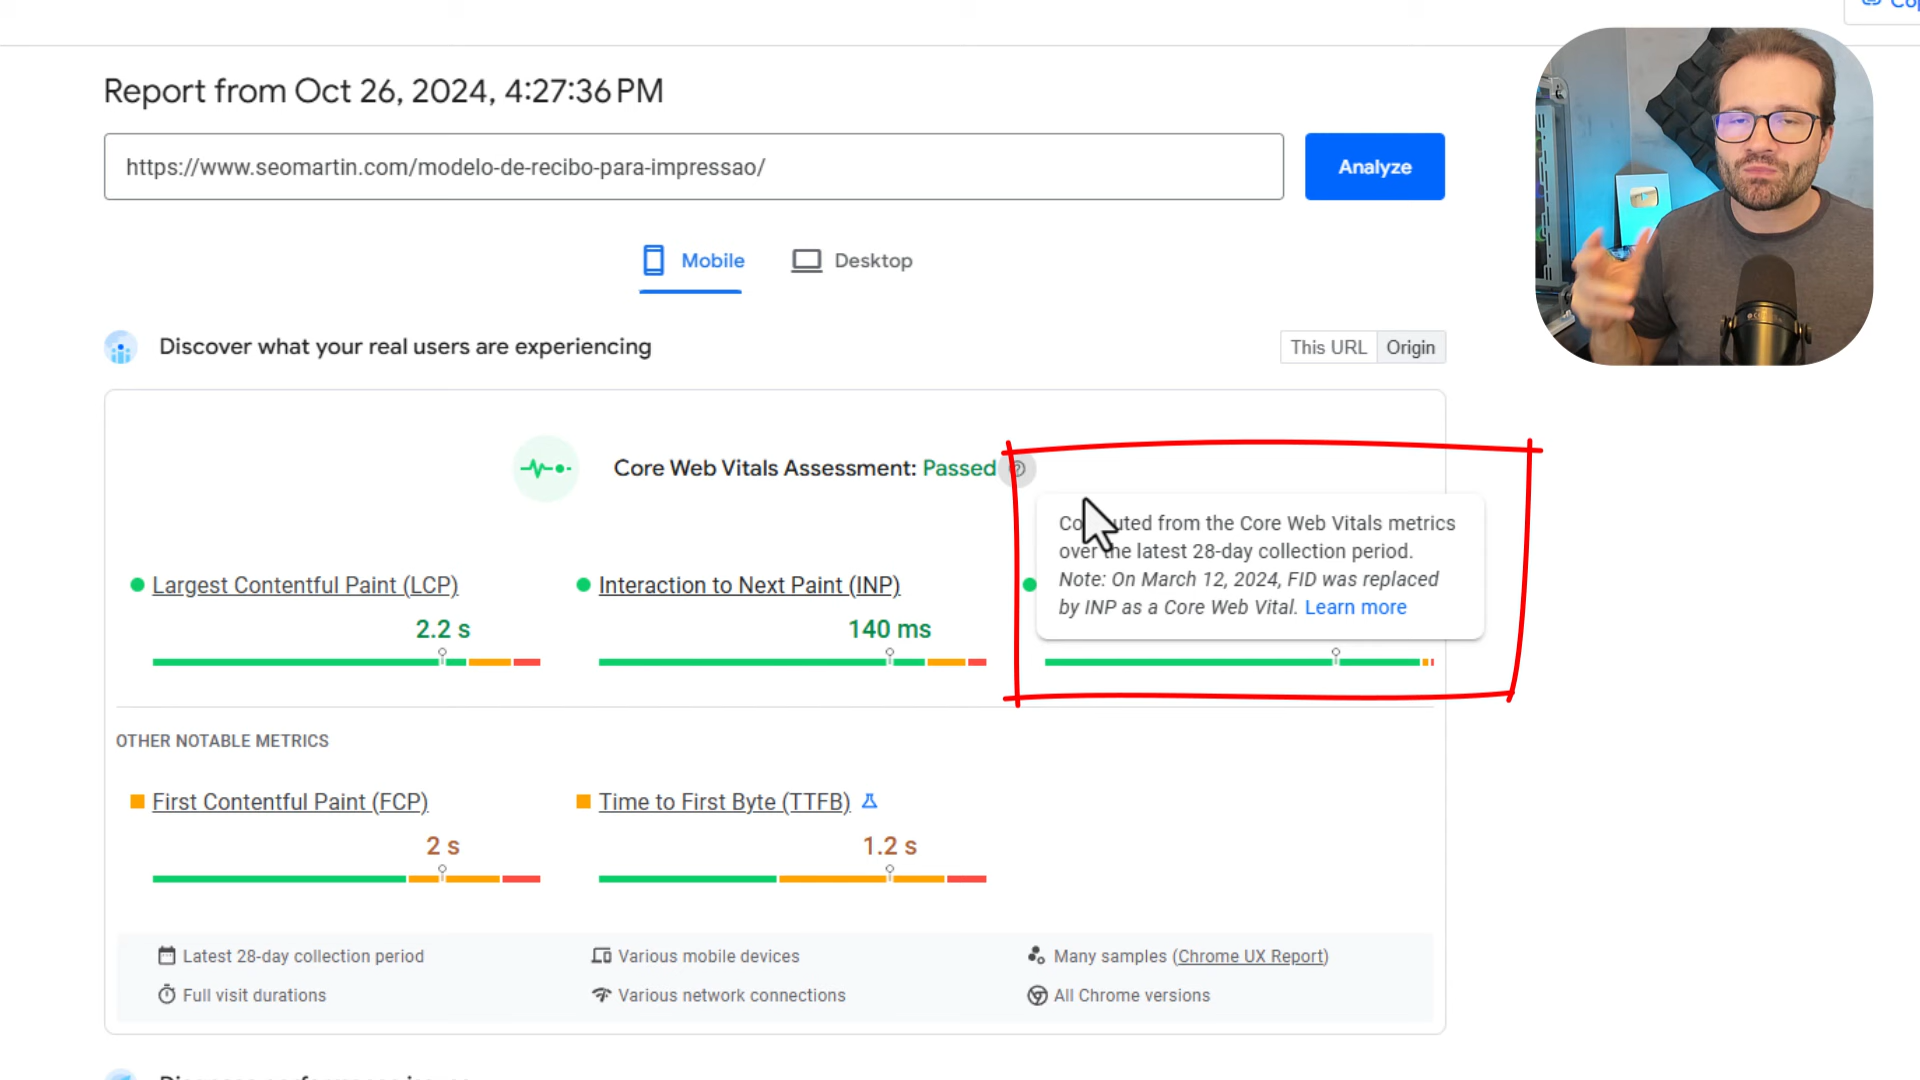 Report from Oct 26, 2024, 4:27:36 PM
https://www.seomartin.com/modelo-de-recibo-para-impressao/
Analyze
Mobile
Desktop
Discover what your real users are experiencing
This URL
Origin
Core Web Vitals Assessment: Passed
over the latest 28-day collection period.
from the Core Web Vitals metrics
Note: On March 12, 2024, FID was replaced
by INP as a Core Web Vital. Learn more
Largest Contentful Paint (LCP)
2.2 s
Interaction to Next Paint (INP)
140 ms
OTHER NOTABLE METRICS
First Contentful Paint (FCP)
2 s
Time to First Byte (TTFB)
1.2 s
Latest 28-day collection period
Various mobile devices
Many samples (Chrome UX Report)
Full visit durations
Various network connections
All Chrome versions